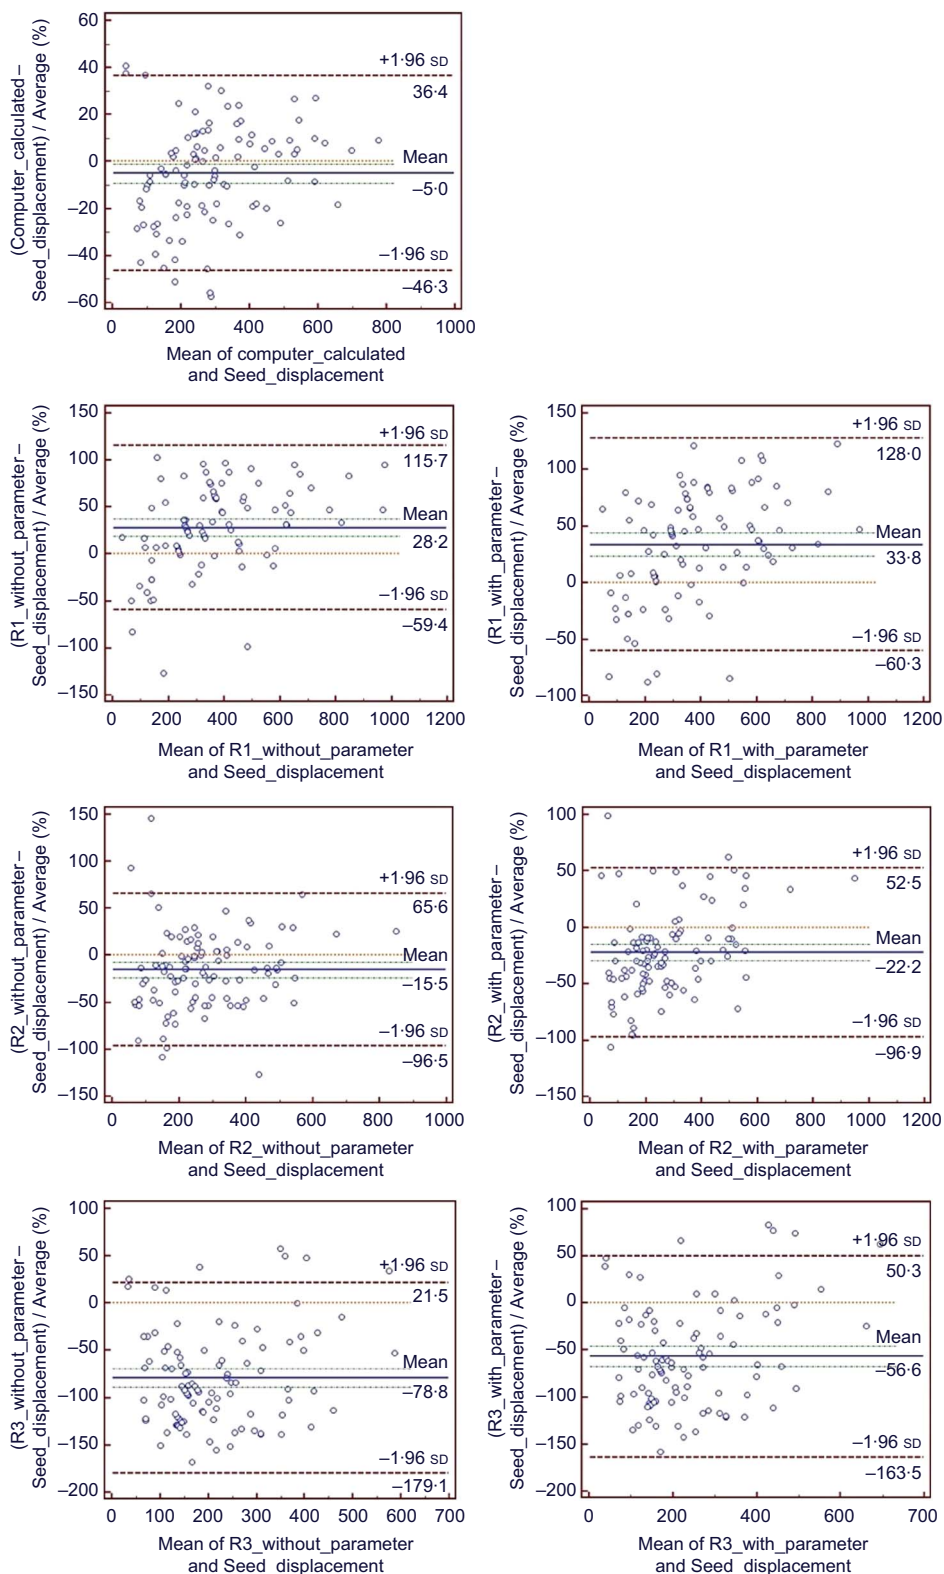 (Computer_calculated –
Seed_displacement) / Average (%)
60
40
20
0
–20
–40
–60
+1·96 SD
36·4
Mean
–5·0
–1·96 SD
–46·3
0 200 400 600 800 1000
Mean of computer_calculated
and Seed_displacement
(R1_without_parameter –
Seed_displacement) / Average (%)
150
100
50
0
–50
–100
–150
+1·96 SD
115·7
Mean
28·2
–1·96 SD
–59·4
0 200 400 600 800 1000 1200
Mean of R1_without_parameter
and Seed_displacement
(R1_with_parameter –
Seed_displacement) / Average (%)
150
100
50
0
–50
–100
+1·96 SD
128·0
Mean
33·8
–1·96 SD
–60·3
0 200 400 600 800 1000 1200
Mean of R1_with_parameter
and Seed_displacement
(R2_without_parameter –
Seed_displacement) / Average (%)
150
100
50
0
–50
–100
–150
+1·96 SD
65·6
Mean
–15·5
–1·96 SD
–96·5
0 200 400 600 800 1000
Mean of R2_without_parameter
and Seed_displacement
(R2_with_parameter –
Seed_displacement) / Average (%)
100
50
0
–50
–100
–150
+1·96 SD
52·5
Mean
–22·2
–1·96 SD
–96·9
0 200 400 600 800 1000 1200
Mean of R2_with_parameter
and Seed_displacement
(R3_without_parameter –
Seed_displacement) / Average (%)
100
50
0
–50
–100
–150
–200
+1·96 SD
21·5
Mean
–78·8
–1·96 SD
–179·1
0 100 200 300 400 500 600 700
Mean of R3_without_parameter
and Seed displacement
(R3_with_parameter –
Seed_displacement) / Average (%)
100
50
0
–50
–100
–150
–200
+1·96 SD
50·3
Mean
–56·6
–1·96 SD
–163·5
0 200 400 600 700
Mean of R3_with_parameter
and Seed displacement